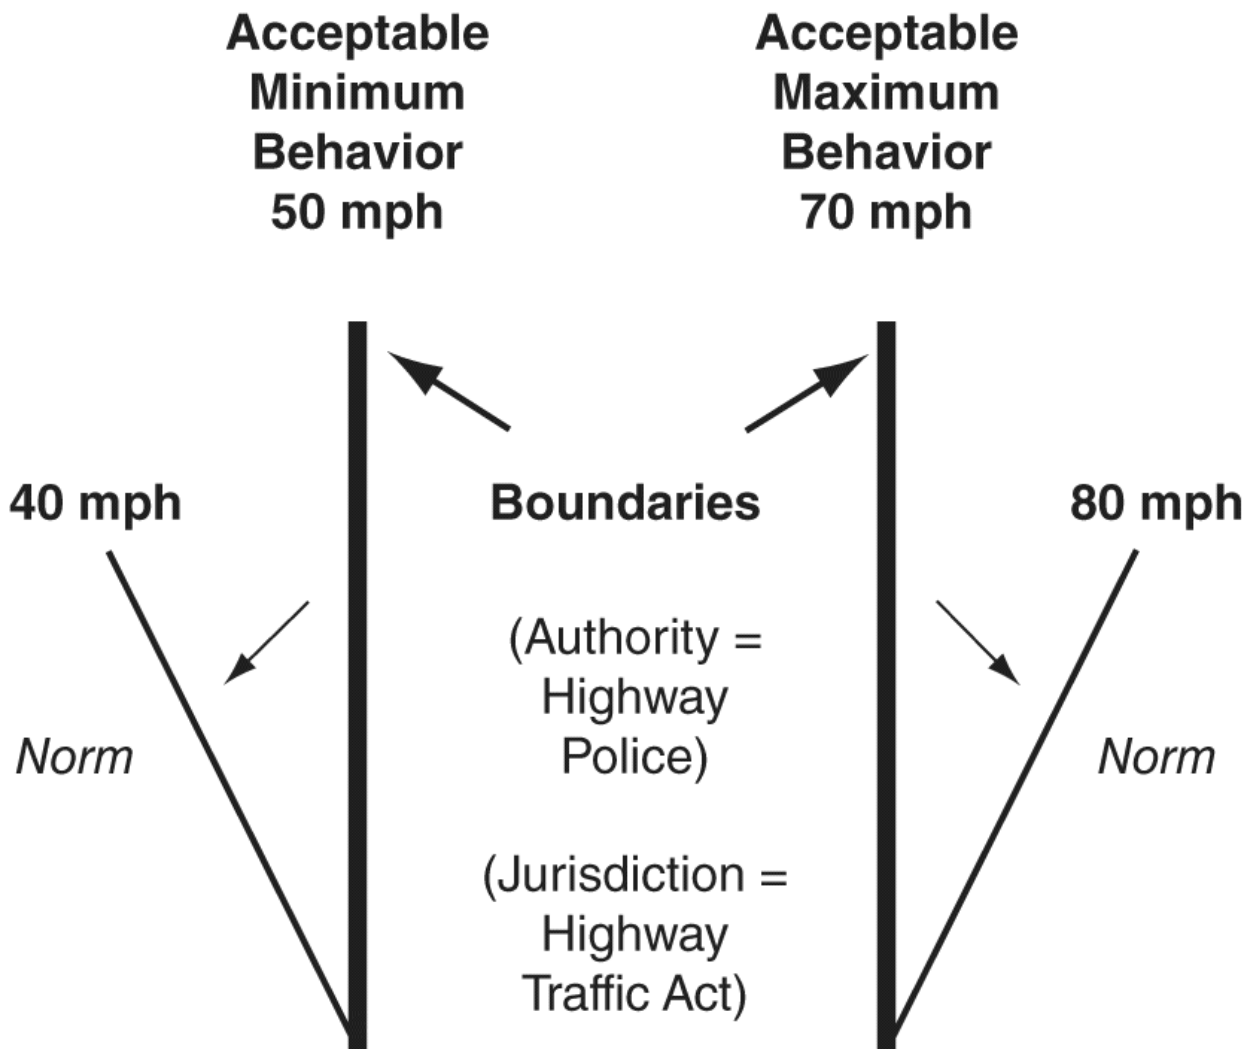 Acceptable
Minimum
Behavior
50 mph
Acceptable
Maximum
Behavior
70 mph
40 mph
Boundaries
80 mph
(Authority =
Highway
Police)
Norm
Norm
(Jurisdiction =
Highway
Traffic Act)